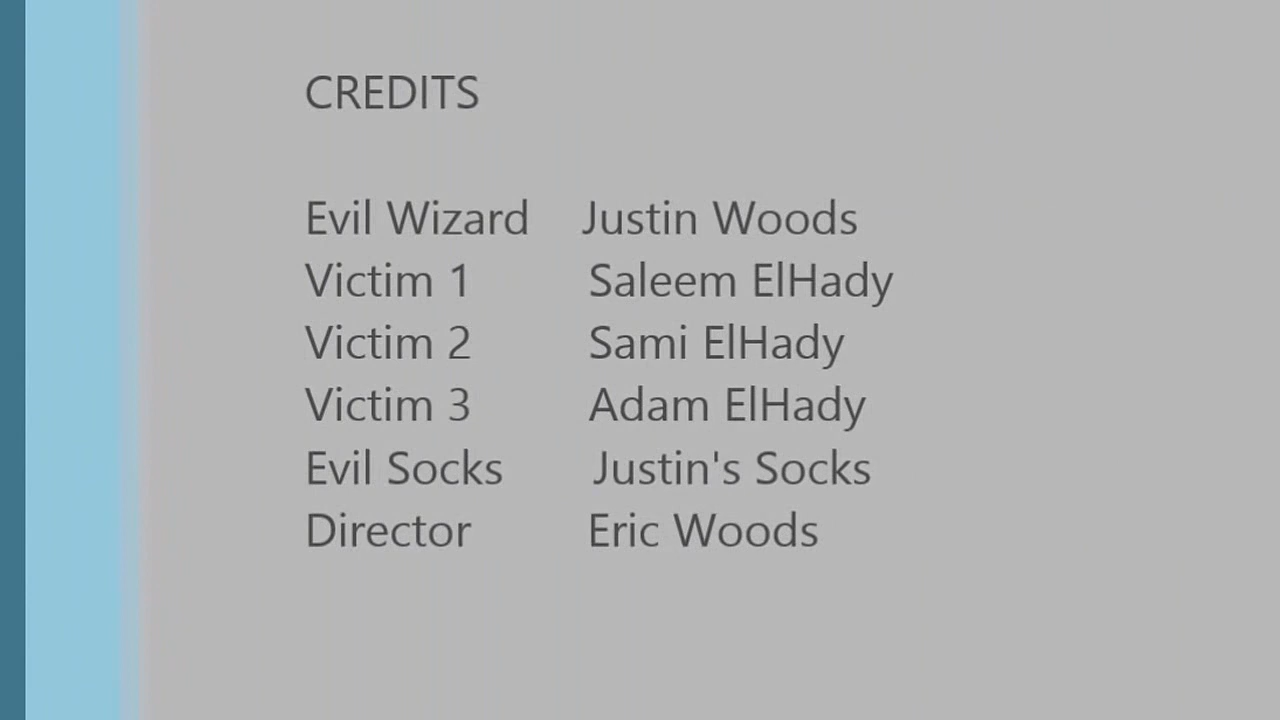 CREDITS
Evil Wizard Justin Woods
Victim 1 Saleem ElHady
Victim 2 Sami ElHady
Victim 3 Adam ElHady
Evil Socks Justin's Socks
Director Eric Woods